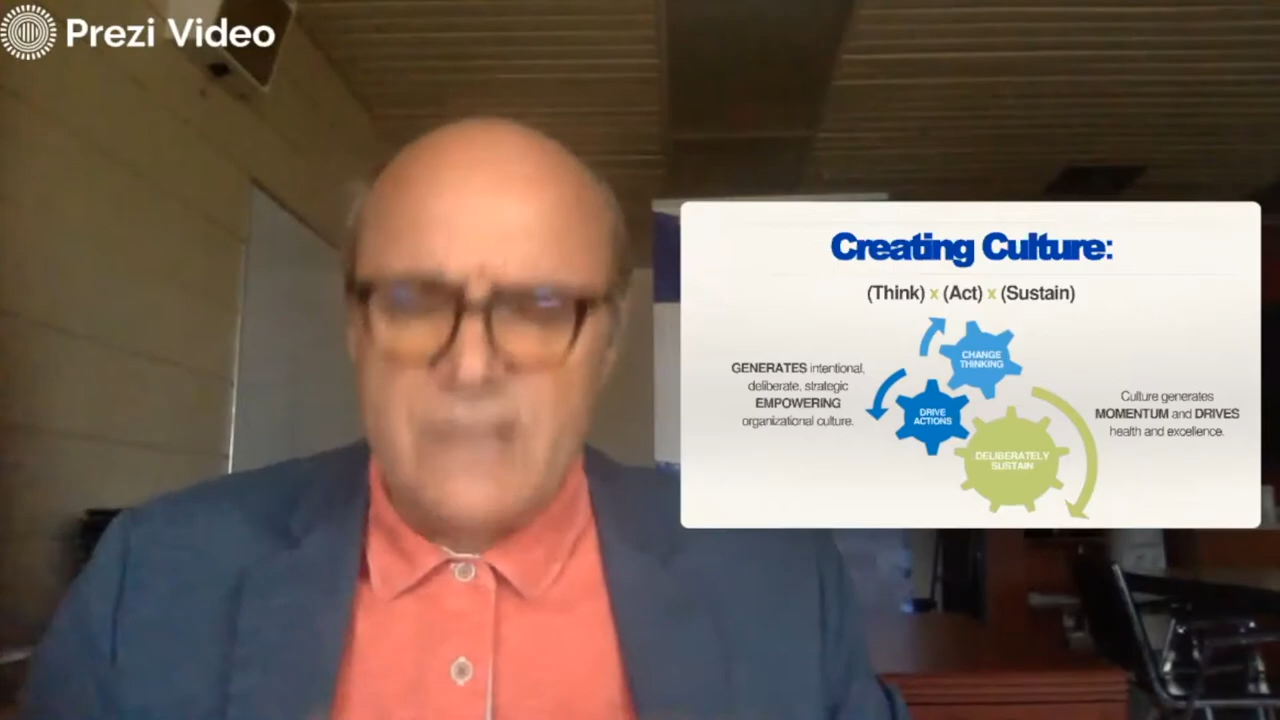 Prezi Video
Creating Culture:
(Think) x (Act) x (Sustain)
CHANGE
THINKING
GENERATES intentional,
deliberate, strategic
EMPOWERING
organizational culture.
DRIVE
ACTIONS
Culture generates
MOMENTUM and DRIVES
health and excellence.
DELIBERATELY
SUSTAIN